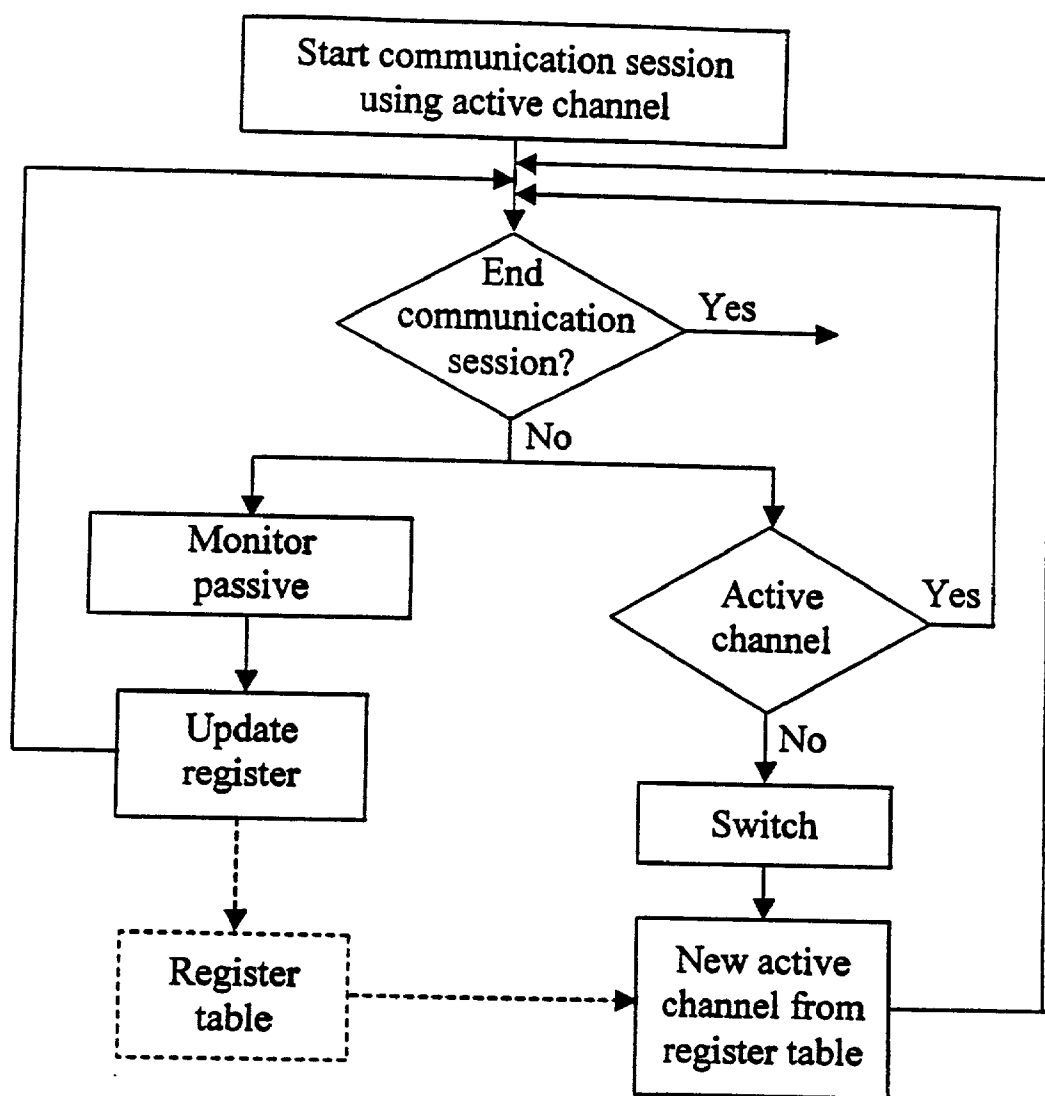 Start communication session
using active channel
End
communication
session?
Yes
No
Monitor
passive
Active
channel
Yes
Update
register
No
Switch
Register
table
New active
channel from
register table